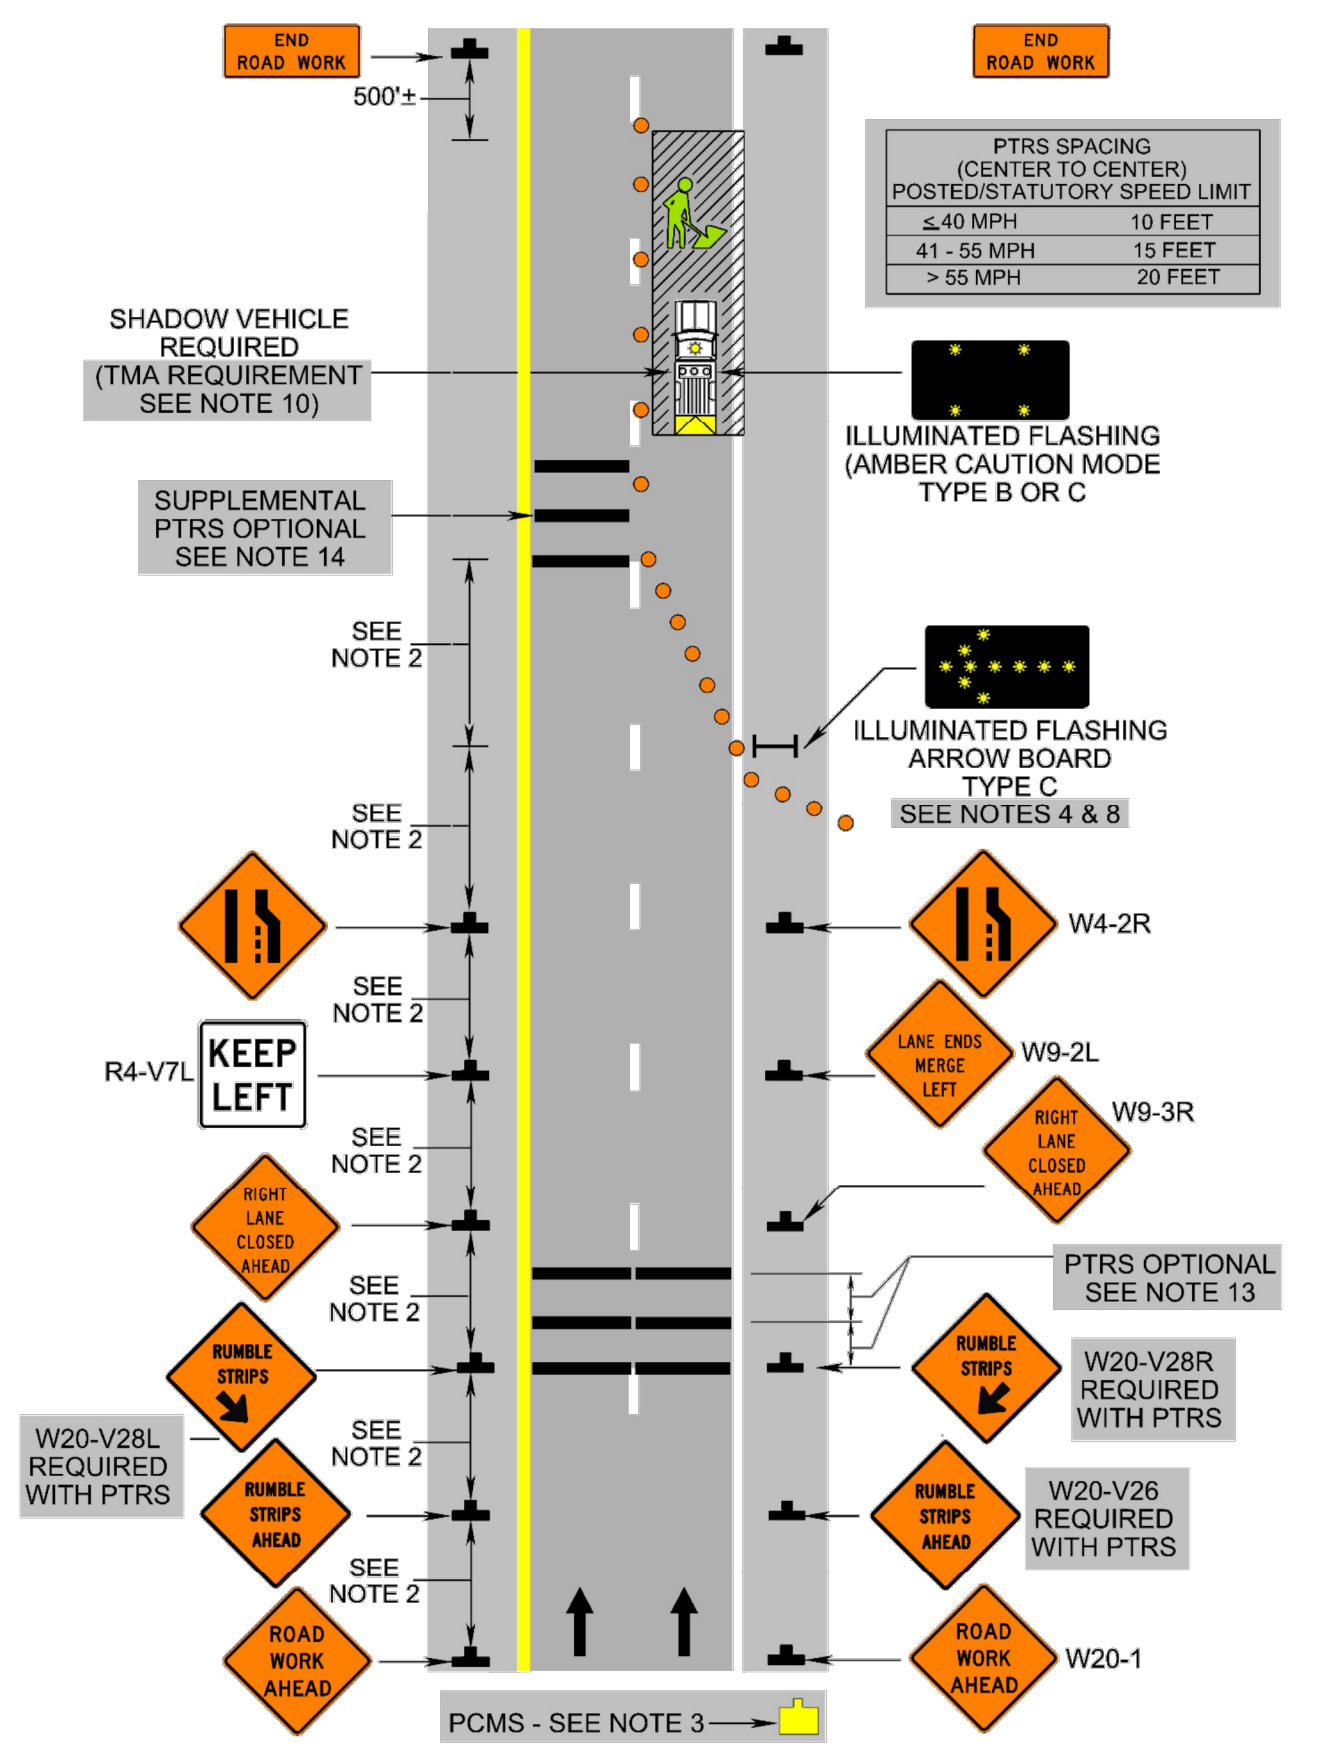 END
ROAD WORK
500'±
END
ROAD WORK
PTRS SPACING
(CENTER TO CENTER)
POSTED/STATUTORY SPEED LIMIT
≤40 MPH 10 FEET
41 - 55 MPH 15 FEET
> 55 MPH 20 FEET
SHADOW VEHICLE
REQUIRED
(TMA REQUIREMENT
SEE NOTE 10)
ILLUMINATED FLASHING
(AMBER CAUTION MODE
TYPE B OR C
SUPPLEMENTAL
PTRS OPTIONAL
SEE NOTE 14
SEE
NOTE 2
ILLUMINATED FLASHING
ARROW BOARD
TYPE C
SEE NOTES 4 & 8
SEE
NOTE 2
W4-2R
SEE
NOTE 2
R4-V7L
KEEP
LEFT
LANE ENDS
MERGE
LEFT
W9-2L
RIGHT
LANE
CLOSED
AHEAD
W9-3R
SEE
NOTE 2
RIGHT
LANE
CLOSED
AHEAD
SEE
NOTE 2
PTRS OPTIONAL
SEE NOTE 13
RUMBLE
STRIPS
RUMBLE
STRIPS
W20-V28R
REQUIRED
WITH PTRS
W20-V28L
REQUIRED
WITH PTRS
SEE
NOTE 2
RUMBLE
STRIPS
AHEAD
RUMBLE
STRIPS
AHEAD
W20-V26
REQUIRED
WITH PTRS
SEE
NOTE 2
ROAD
WORK
AHEAD
ROAD
WORK
AHEAD
W20-1
PCMS - SEE NOTE 3